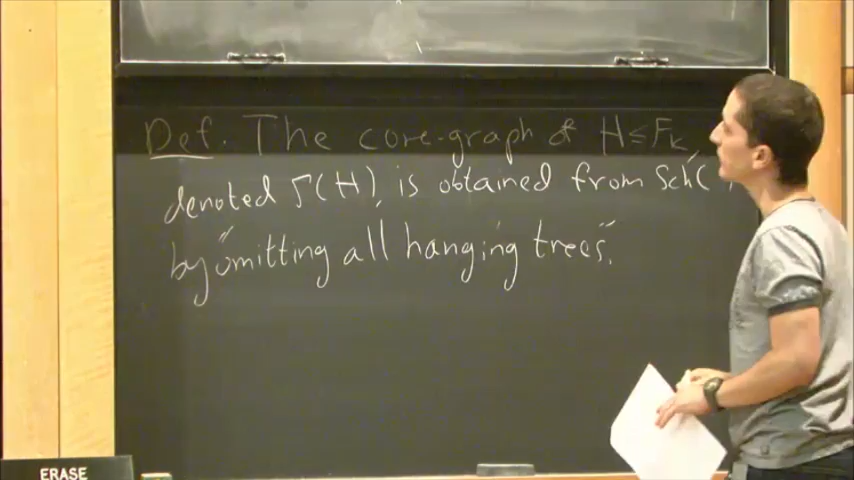 Def. The core-graph of H ≤ F_K
denoted Γ(H), is obtained from Sch(
by "omitting all hanging trees".
ERASE